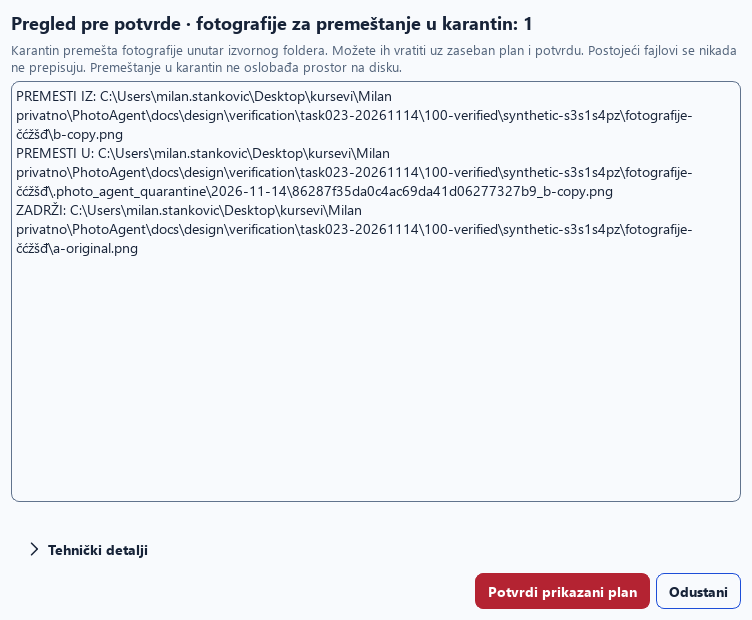 Pregled pre potvrde · fotografije za premeštanje u karantin: 1
Karantin premešta fotografije unutar izvornog foldera. Možete ih vratiti uz zaseban plan i potvrdu. Postojeći fajlovi se nikada
ne prepisuju. Premeštanje u karantin ne oslobađa prostor na disku.
PREMESTI IZ: C:\Users\milan.stankovic\Desktop\kursevi\Milan
privatno\PhotoAgent\docs\design\verification\task023-20261114\100-verified\synthetic-s3s1s4pz\fotografije-
čćžšđ\b-copy.png
PREMESTI U: C:\Users\milan.stankovic\Desktop\kursevi\Milan
privatno\PhotoAgent\docs\design\verification\task023-20261114\100-verified\synthetic-s3s1s4pz\fotografije-
čćžšđ\.photo_agent_quarantine\2026-11-14\86287f35da0c4ac69da41d06277327b9_b-copy.png
ZADRŽI: C:\Users\milan.stankovic\Desktop\kursevi\Milan
privatno\PhotoAgent\docs\design\verification\task023-20261114\100-verified\synthetic-s3s1s4pz\fotografije-
čćžšđ\a-original.png
Tehnički detalji
Potvrdi prikazani plan
Odustani